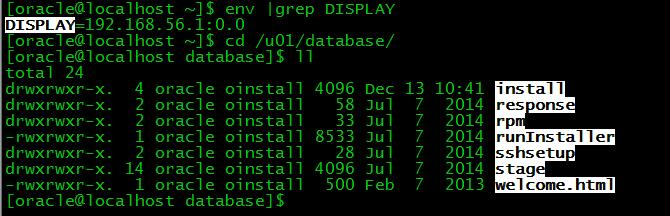 [oracle@localhost ~]$ env |grep DISPLAY
DISPLAY=192.168.56.1:0.0
[oracle@localhost ~]$ cd /u01/database/
[oracle@localhost database]$ ll
total 24
drwxrwxr-x.  4 oracle oinstall 4096 Dec 13 10:41 install
drwxrwxr-x.  2 oracle oinstall   58 Jul  7  2014 response
drwxrwxr-x.  2 oracle oinstall   33 Jul  7  2014 rpm
-rwxrwxr-x.  1 oracle oinstall 8533 Jul  7  2014 runInstaller
drwxrwxr-x.  2 oracle oinstall   28 Jul  7  2014 sshsetup
drwxrwxr-x. 14 oracle oinstall 4096 Jul  7  2014 stage
-rwxrwxr-x.  1 oracle oinstall  500 Feb  7  2013 welcome.html
[oracle@localhost database]$